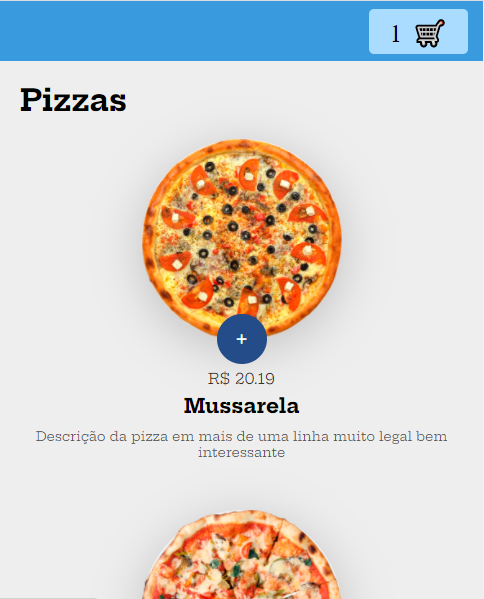 1
Pizzas
+
R$ 20.19
Mussarela
Descrição da pizza em mais de uma linha muito legal bem
interessante